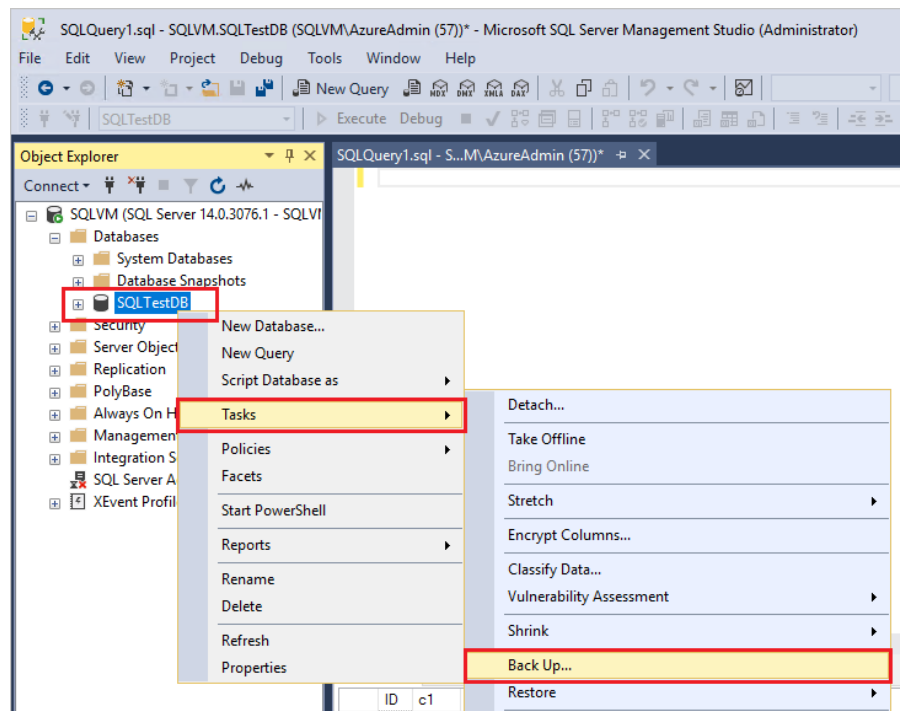 SQLQuery1.sql - SQLVM.SQLTestDB (SQLVM\AzureAdmin (57))* - Microsoft SQL Server Management Studio (Administrator)
File Edit View Project Debug Tools Window Help
New Query MDX DMX XMLA DAX
SQLTestDB Execute Debug
Object Explorer
SQLQuery1.sql - S...M\AzureAdmin (57))*
Connect
SQLVM (SQL Server 14.0.3076.1 - SQLVM
Databases
System Databases
Database Snapshots
SQLTestDB
Security
Server Object
Replication
PolyBase
Always On H
Managemen
Integration S
SQL Server A
XEvent Profil
New Database...
New Query
Script Database as
Tasks
Policies
Facets
Start PowerShell
Reports
Rename
Delete
Refresh
Properties
Detach...
Take Offline
Bring Online
Stretch
Encrypt Columns...
Classify Data...
Vulnerability Assessment
Shrink
Back Up...
Restore
ID c1